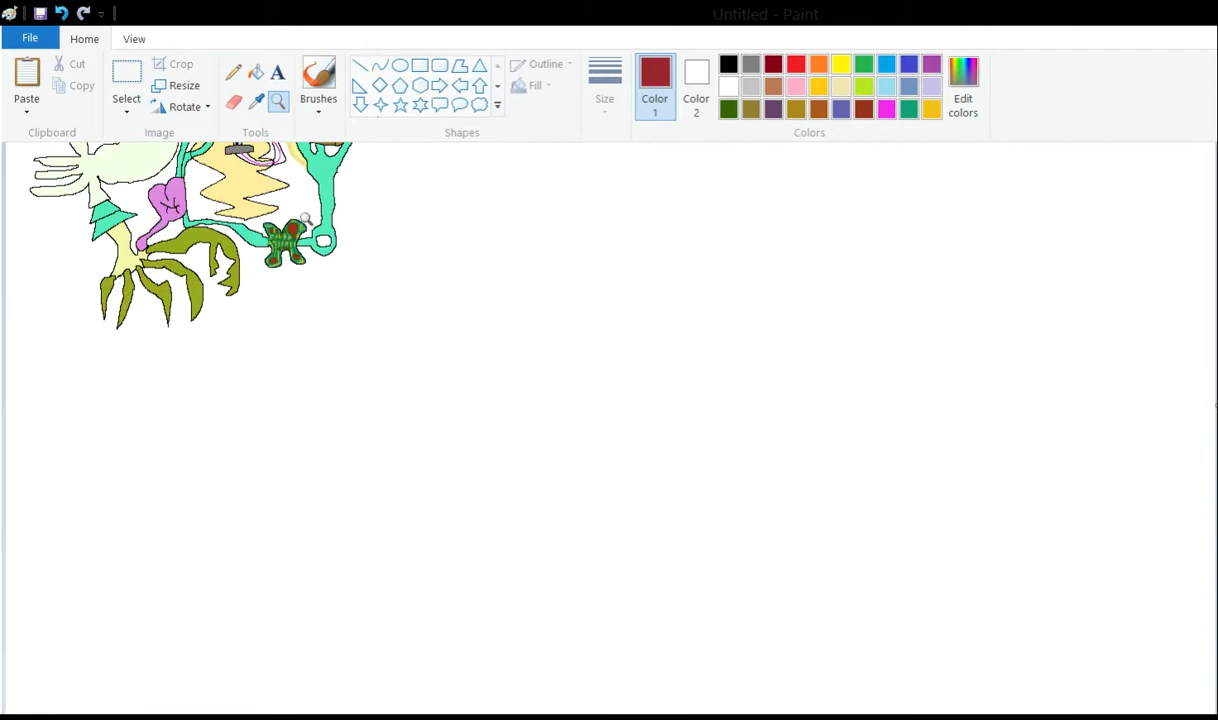 Untitled - Paint
File Home View
Paste
Cut
Copy
Clipboard
Select
Crop
Resize
Rotate
Image
Tools
Brushes
Outline
Fill
Shapes
Size
Color 1
Color 2
Edit colors
Colors